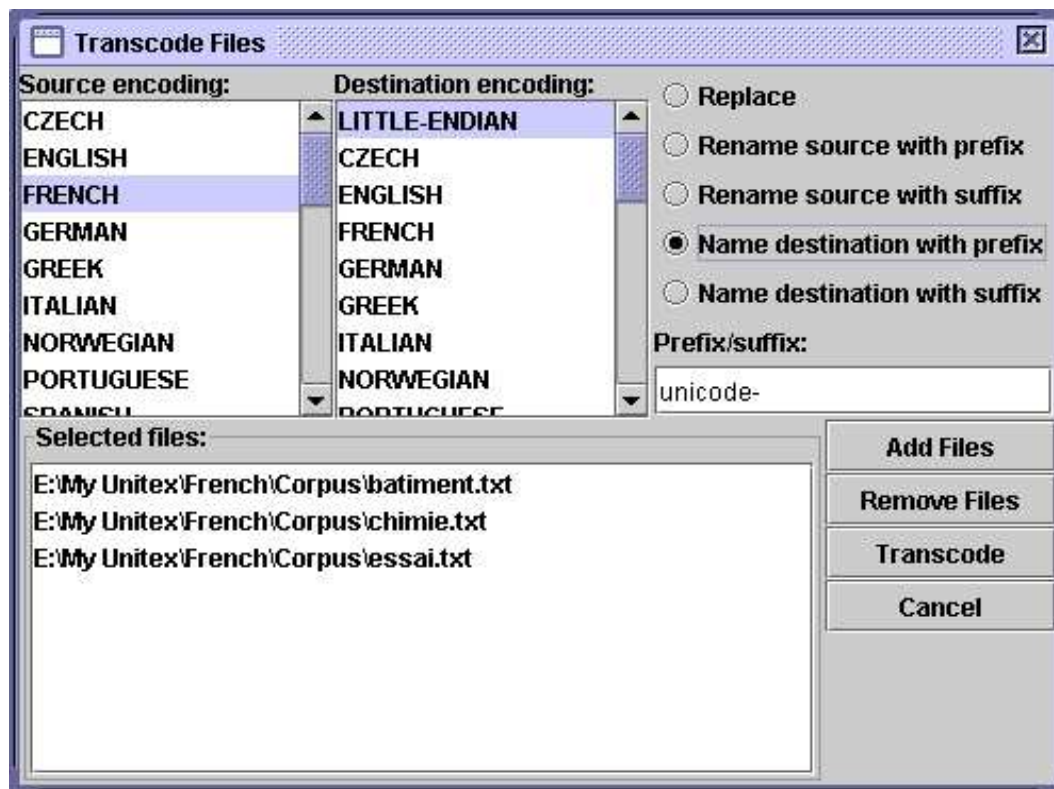 Transcode Files
Source encoding:
CZECH
ENGLISH
FRENCH
GERMAN
GREEK
ITALIAN
NORWEGIAN
PORTUGUESE
SPANISH
Destination encoding:
LITTLE-ENDIAN
CZECH
ENGLISH
FRENCH
GERMAN
GREEK
ITALIAN
NORWEGIAN
PORTUGUESE
Replace
Rename source with prefix
Rename source with suffix
Name destination with prefix
Name destination with suffix
Prefix/suffix:
unicode-
Selected files:
E:\My Unitex\French\Corpus\batiment.txt
E:\My Unitex\French\Corpus\chimie.txt
E:\My Unitex\French\Corpus\essai.txt
Add Files
Remove Files
Transcode
Cancel